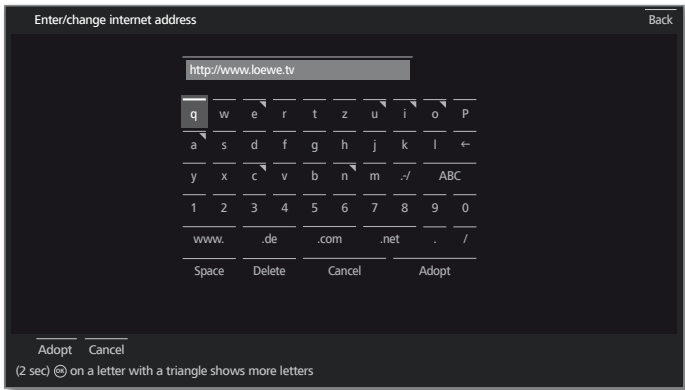 Enter/change internet address Back
http://www.loewe.tv
q w e r t z u i o P
a s d f g h j k l ←
y x c v b n m .-/ ABC
1 2 3 4 5 6 7 8 9 0
www. .de .com .net . /
Space Delete Cancel Adopt
Adopt Cancel
(2 sec) OK on a letter with a triangle shows more letters